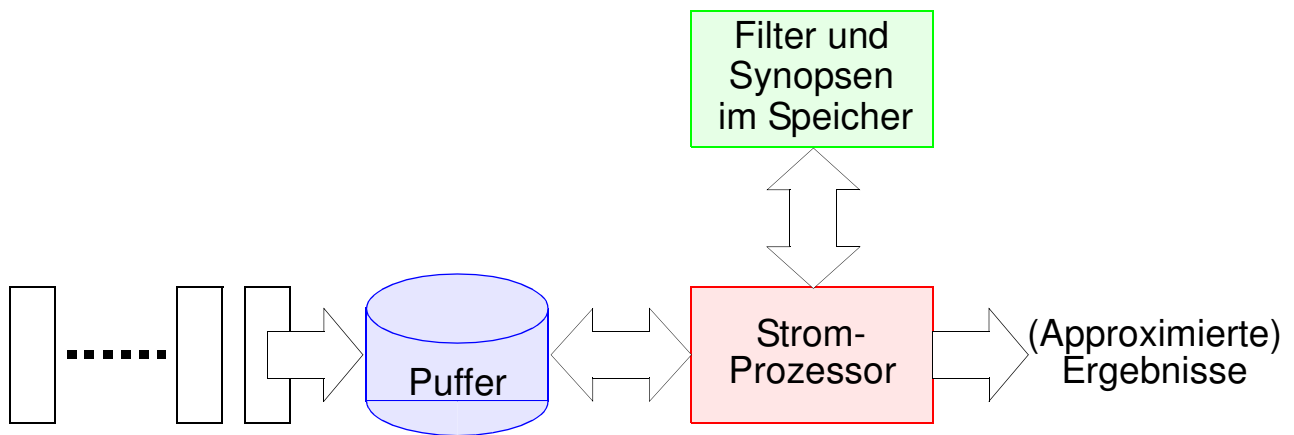 Filter und
Synopsen
im Speicher
Puffer
Strom-
Prozessor
(Approximierte)
Ergebnisse